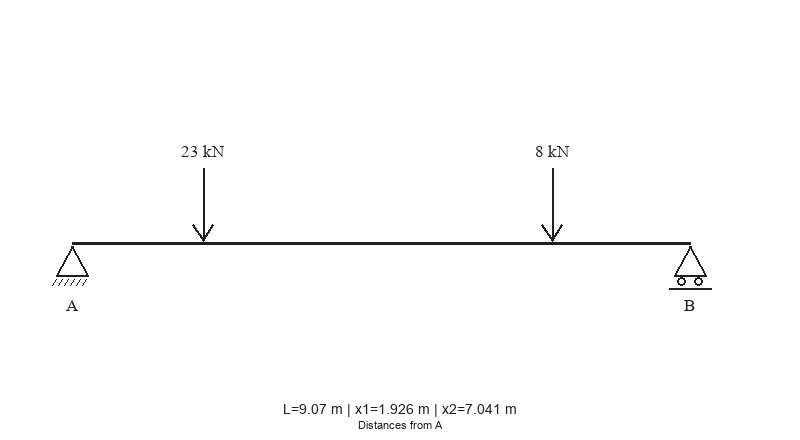 23 kN 8 kN
A B
L=9.07 m | x1=1.926 m | x2=7.041 m
Distances from A